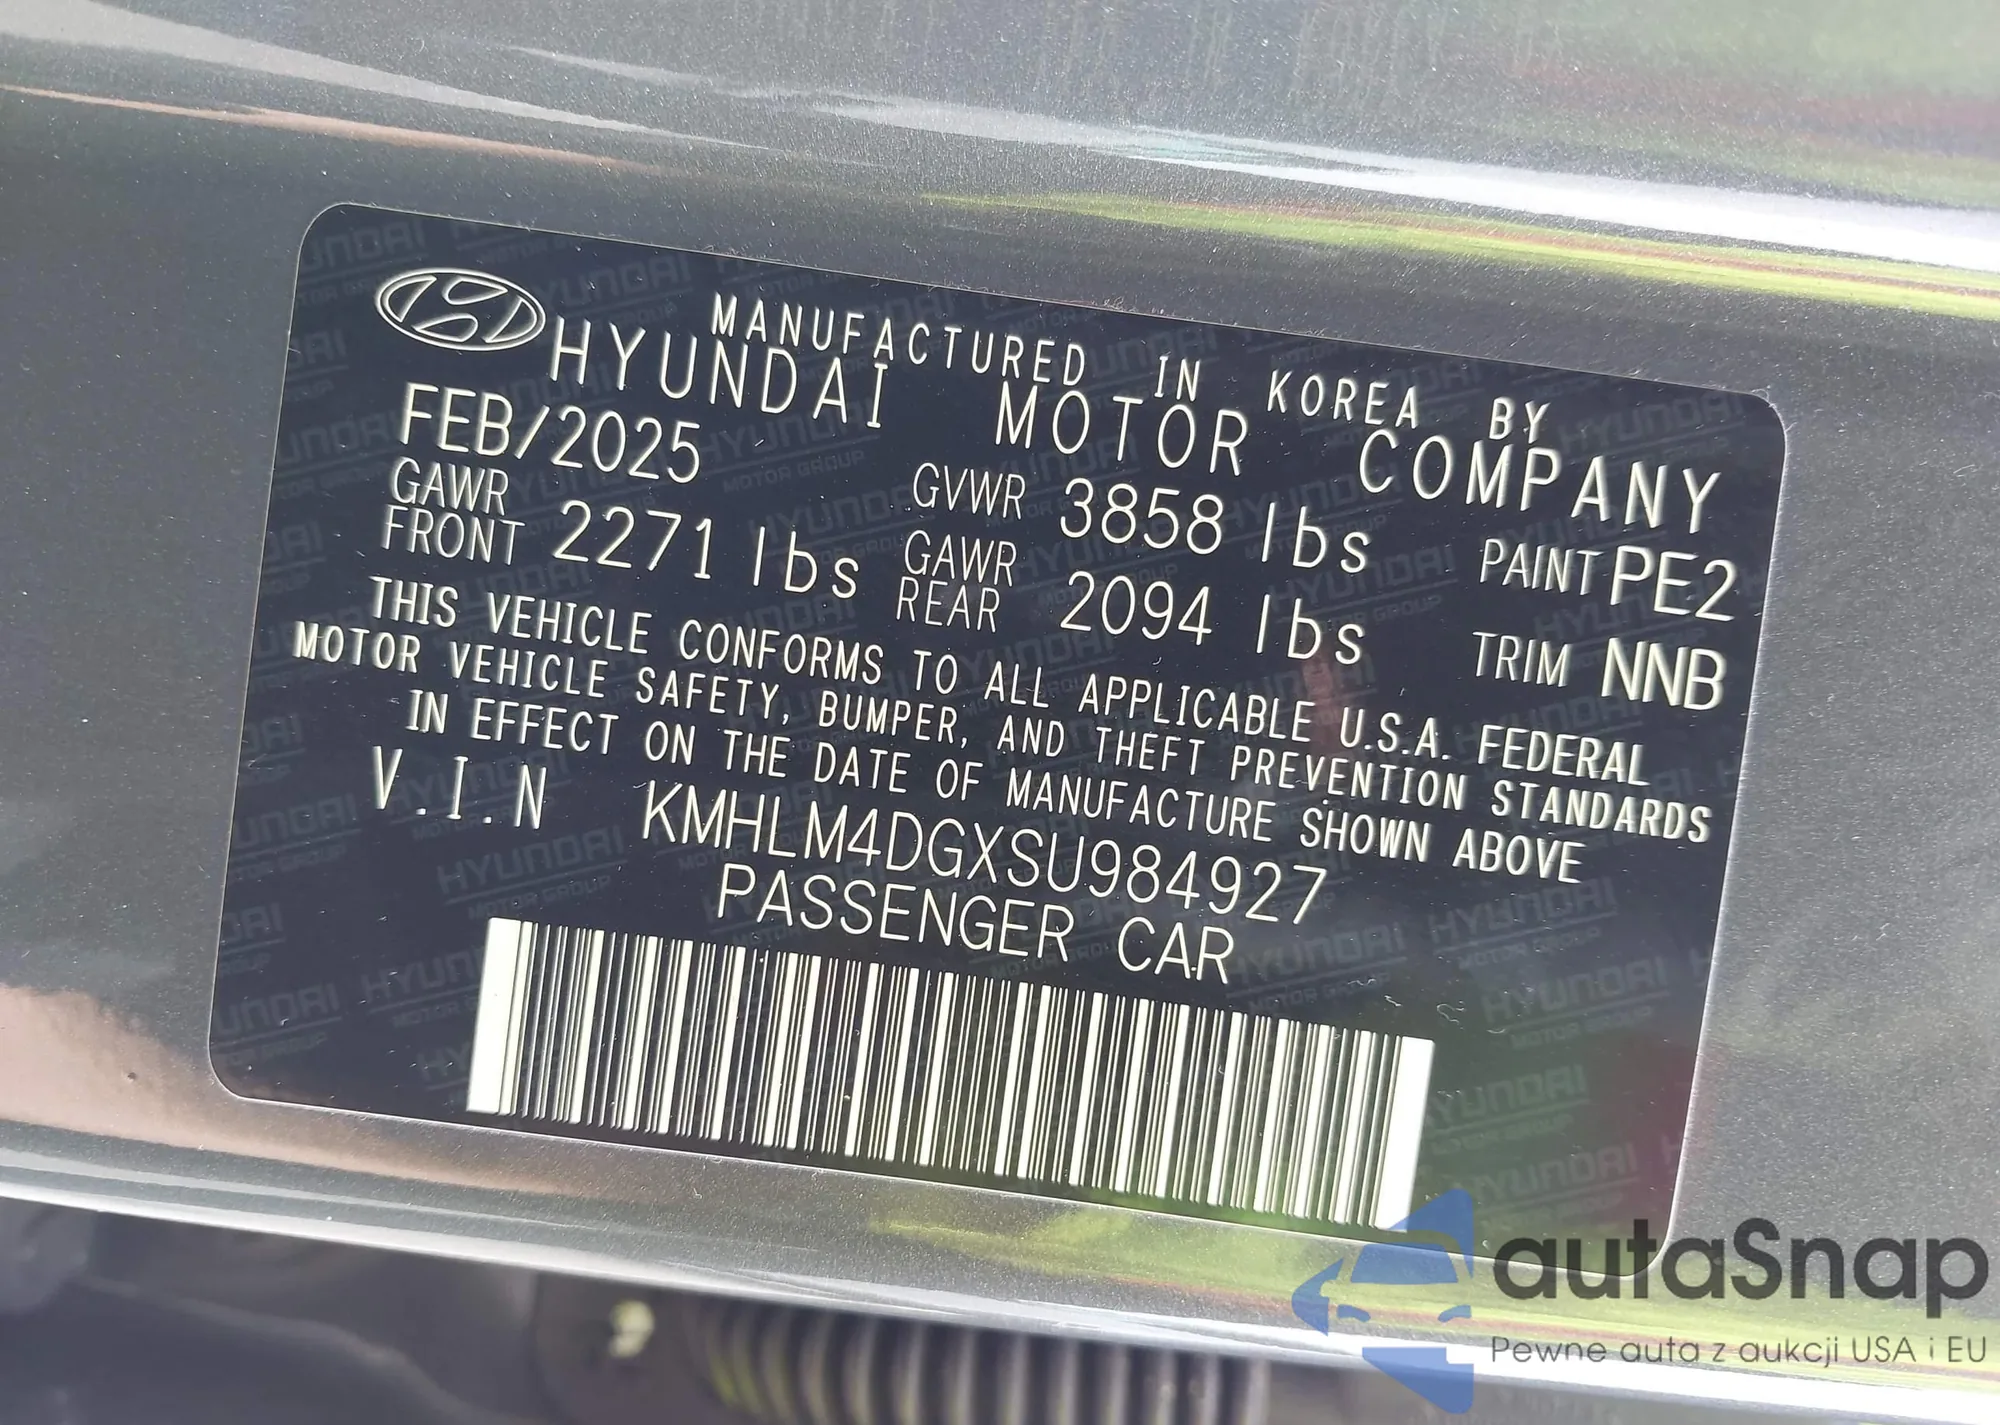 MANUFACTURED IN KOREA BY
HYUNDAI MOTOR COMPANY
FEB/2025 GVWR 3858 lbs PAINT PE2
GAWR FRONT 2271 lbs GAWR REAR 2094 lbs TRIM NNB
THIS VEHICLE CONFORMS TO ALL APPLICABLE U.S.A. FEDERAL
MOTOR VEHICLE SAFETY, BUMPER, AND THEFT PREVENTION STANDARDS
IN EFFECT ON THE DATE OF MANUFACTURE SHOWN ABOVE
V.I.N KMHLM4DGXSU984927
PASSENGER CAR
HYUNDAI
MOTOR GROUP
autaSnap
Pewne auta z aukcji USA i EU